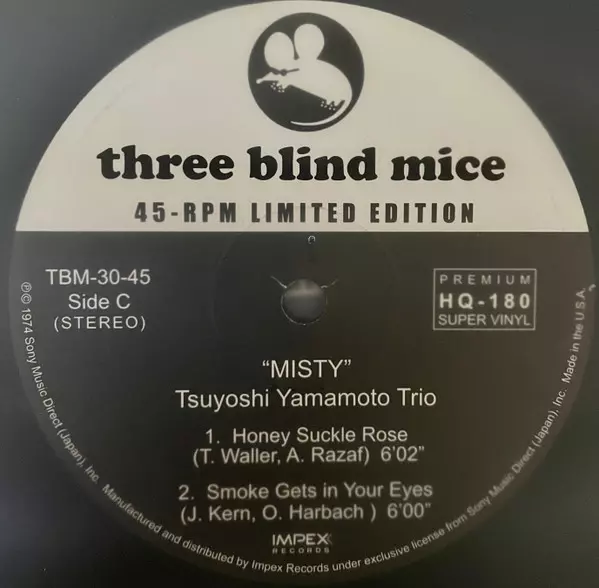 three blind mice
45-RPM LIMITED EDITION
TBM-30-45
Side C
(STEREO)
PREMIUM
HQ-180
SUPER VINYL
"MISTY"
Tsuyoshi Yamamoto Trio
1. Honey Suckle Rose
(T. Waller, A. Razaf) 6'02"
2. Smoke Gets in Your Eyes
(J. Kern, O. Harbach ) 6'00"
IMPEX
RECORDS
℗© 1974 Sony Music Direct (Japan), Inc. Manufactured and distributed by Impex Records under exclusive license from Sony Music Direct (Japan), Inc. Made in the U.S.A.